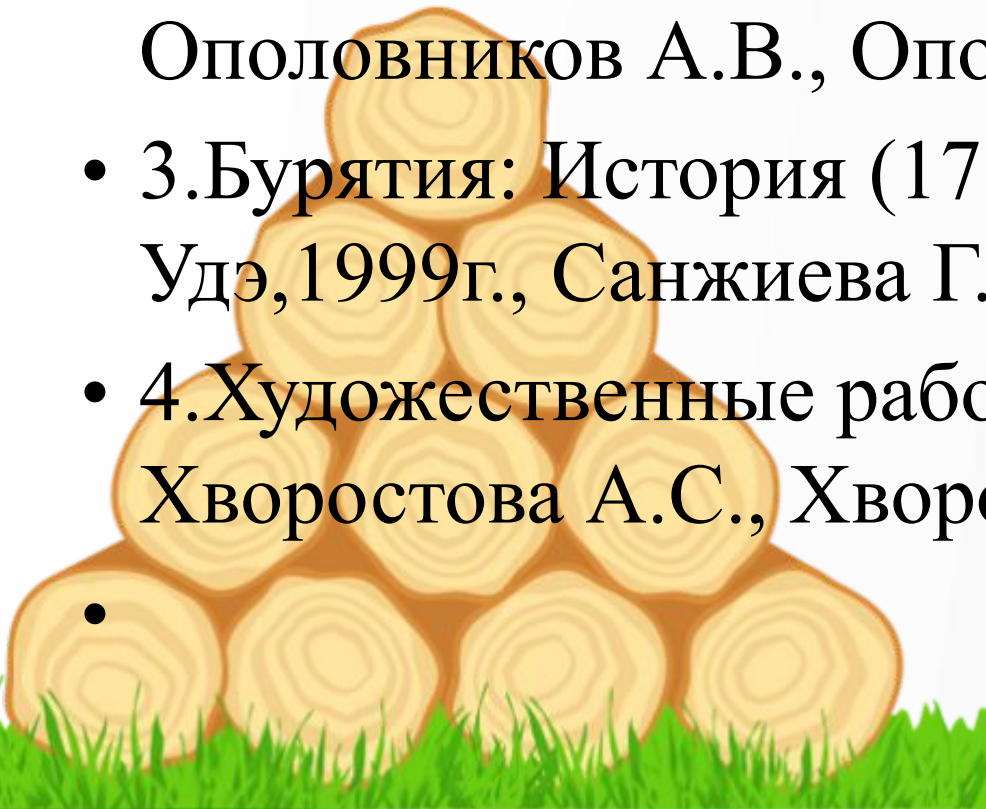 Ополовников А.В., Опо
• 3.Бурятия: История (17
Удэ,1999г., Санжиева Г.
• 4.Художественные рабо
Хворостова А.С., Хворо
•